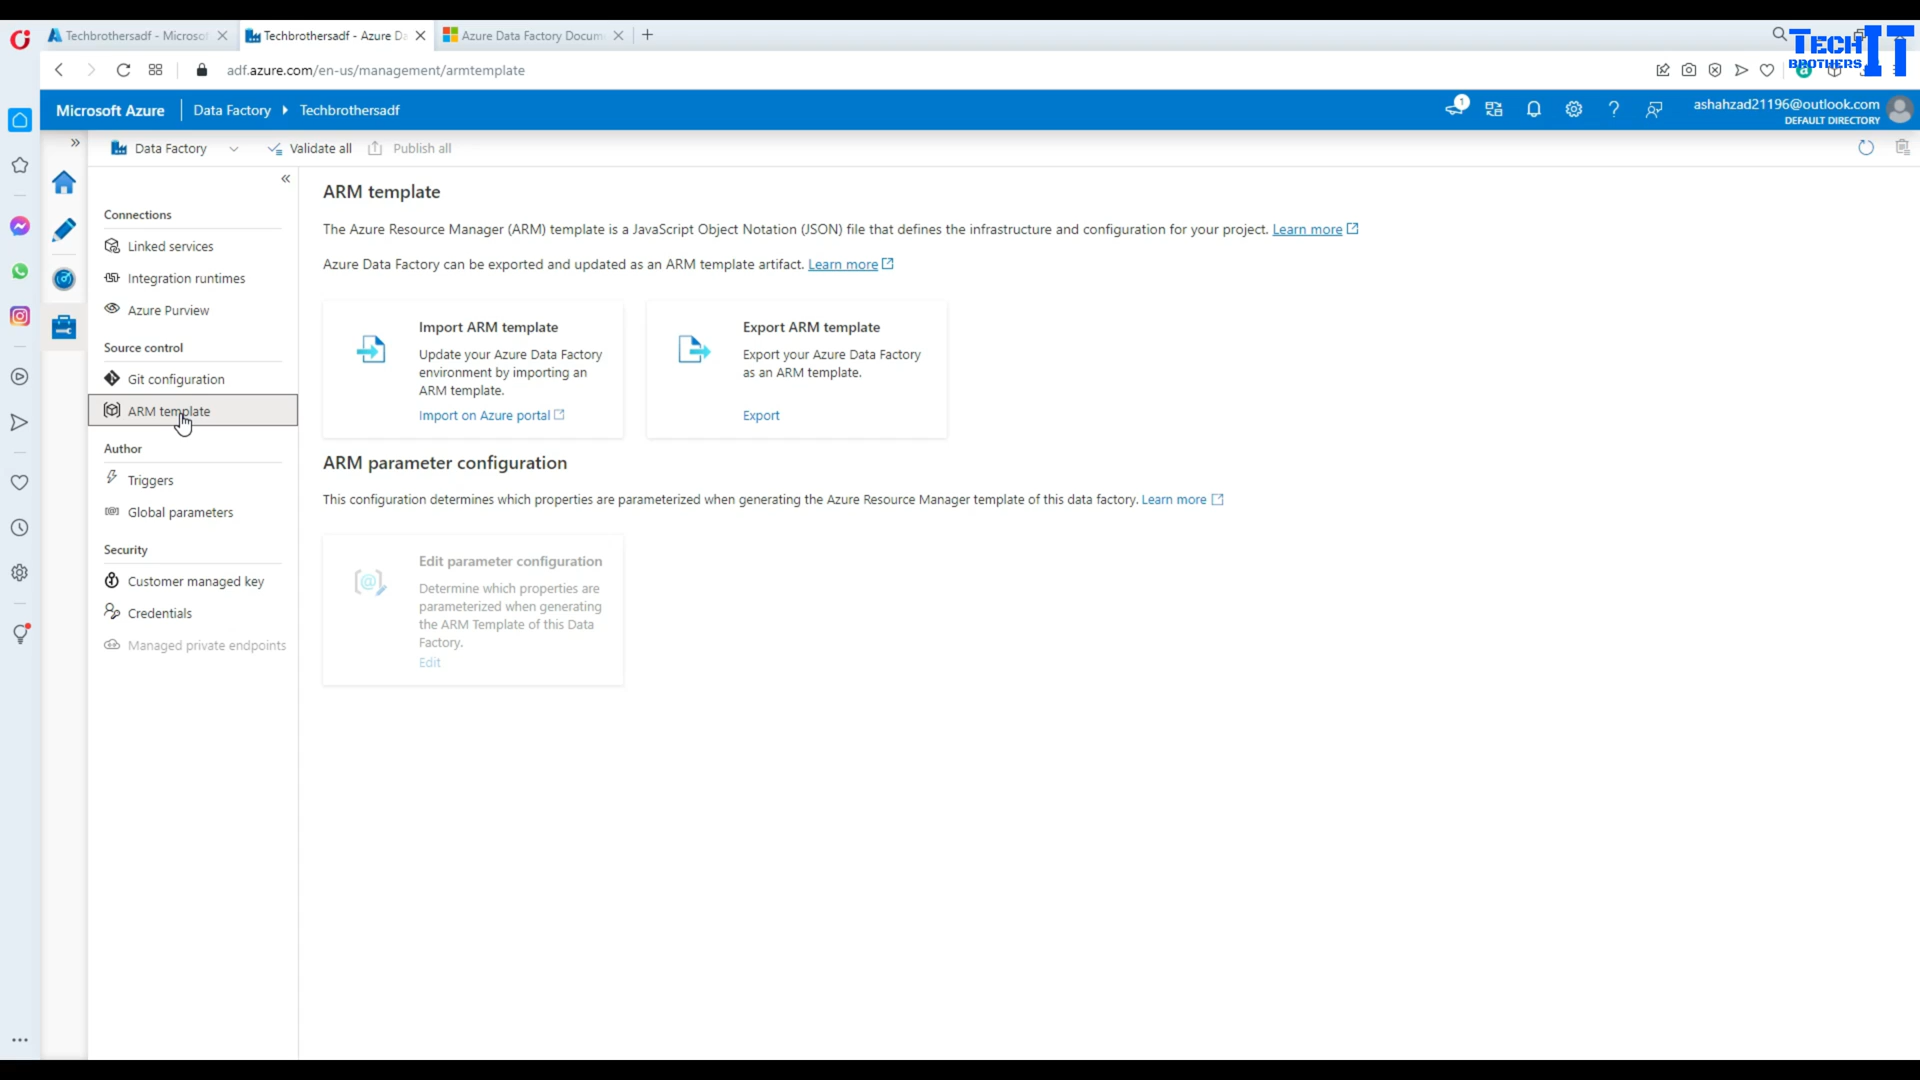 Techbrothersadf - Microso
Techbrothersadf - Azure Da
Azure Data Factory Docum
TECH IT
BROTHERS
adf.azure.com/en-us/management/armtemplate
Microsoft Azure
Data Factory
Techbrothersadf
1
ashahzad21196@outlook.com
DEFAULT DIRECTORY
Data Factory
Validate all
Publish all
Connections
Linked services
Integration runtimes
Azure Purview
Source control
Git configuration
ARM template
Author
Triggers
Global parameters
Security
Customer managed key
Credentials
Managed private endpoints
ARM template
The Azure Resource Manager (ARM) template is a JavaScript Object Notation (JSON) file that defines the infrastructure and configuration for your project. Learn more
Azure Data Factory can be exported and updated as an ARM template artifact. Learn more
Import ARM template
Update your Azure Data Factory
environment by importing an
ARM template.
Import on Azure portal
Export ARM template
Export your Azure Data Factory
as an ARM template.
Export
ARM parameter configuration
This configuration determines which properties are parameterized when generating the Azure Resource Manager template of this data factory. Learn more
Edit parameter configuration
Determine which properties are
parameterized when generating
the ARM Template of this Data
Factory.
Edit